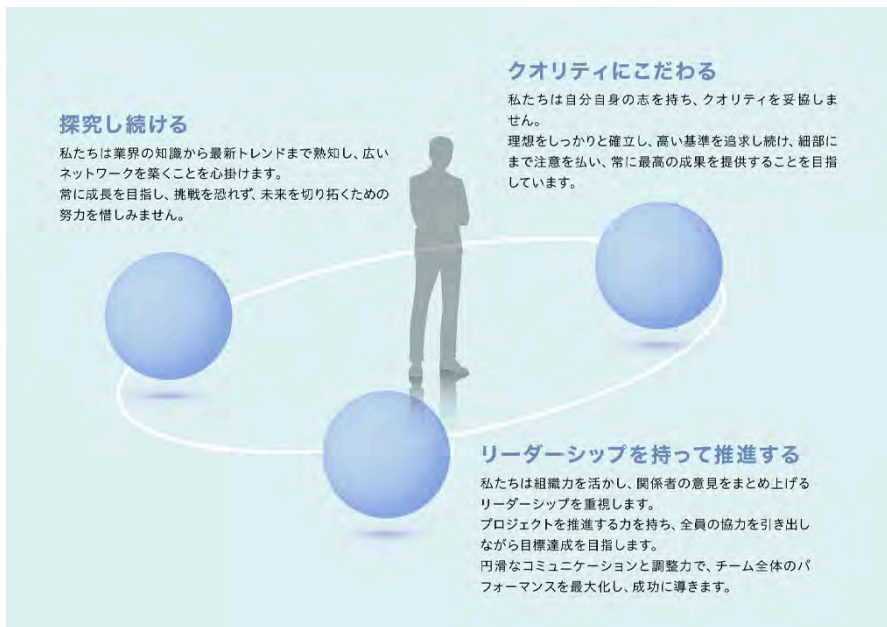 探究し続ける
私たちは業界の知識から最新トレンドまで熟知し、広い
ネットワークを築くことを心掛けます。
常に成長を目指し、挑戦を恐れず、未来を切り拓くための
努力を惜しみません。
クオリティにこだわる
私たちは自分自身の志を持ち、クオリティを妥協しま
せん。
理想をしっかりと確立し、高い基準を追求し続け、細部に
まで注意を払い、常に最高の成果を提供することを目指
しています。
リーダーシップを持って推進する
私たちは組織力を活かし、関係者の意見をまとめ上げる
リーダーシップを重視します。
プロジェクトを推進する力を持ち、全員の協力を引き出し
ながら目標達成を目指します。
円滑なコミュニケーションと調整力で、チーム全体のパ
フォーマンスを最大化し、成功に導きます。